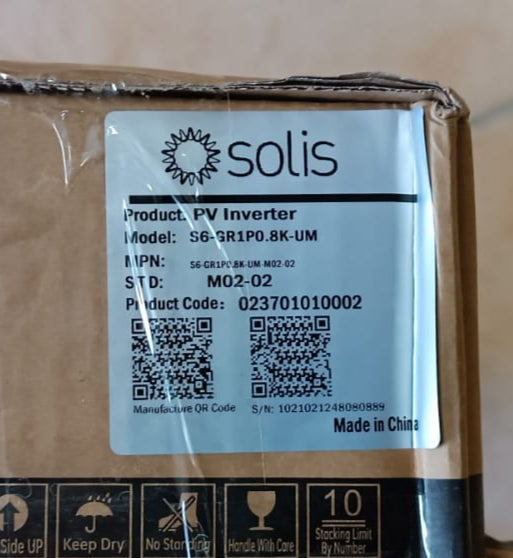 solis
Product: PV Inverter
Model: S6-GR1P0.8K-UM
MPN: S6-GR1P0.8K-UM-M02-02
STD: M02-02
Product Code: 023701010002
Manufacture QR Code S/N: 1021021248080889
Made in China
Side UP Keep Dry No Standing Handle With Care 10 Stacking Limit By Number